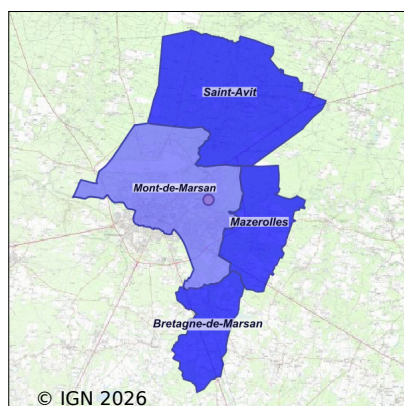 Saint-Avit
Mont-de-Marsan
Mazerolles
Bretagne-de-Marsan
© IGN 2026